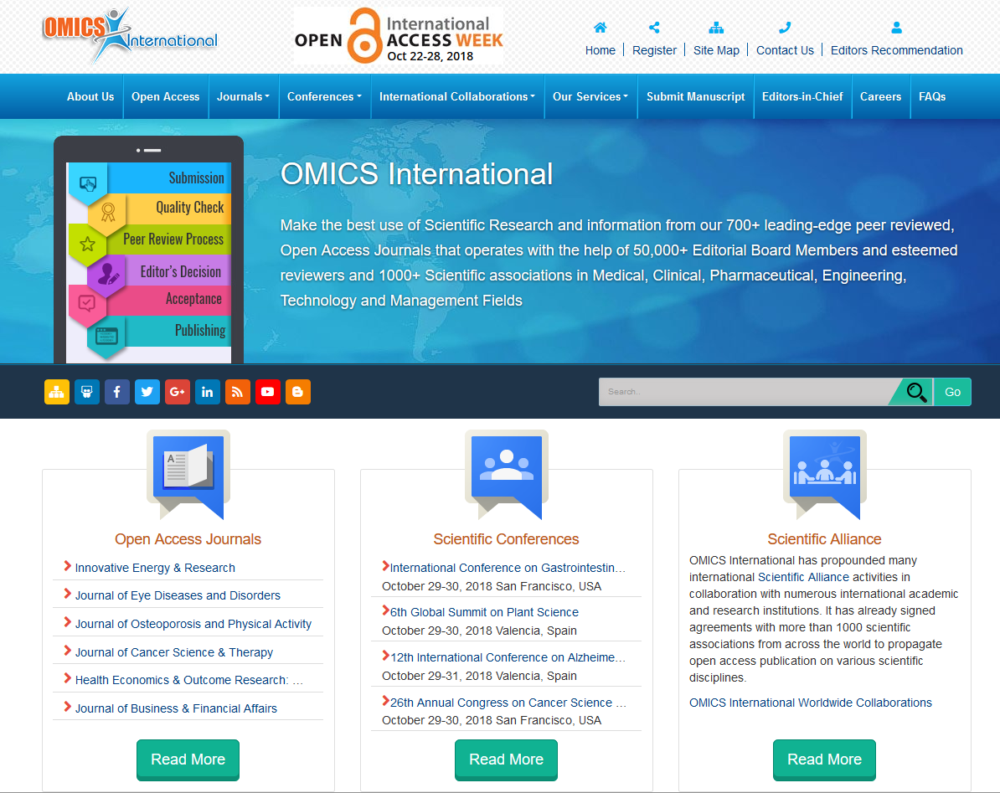 OMICS International
International
OPEN ACCESS WEEK
Oct 22-28, 2018
Home Register Site Map Contact Us Editors Recommendation
About Us Open Access Journals Conferences International Collaborations Our Services Submit Manuscript Editors-in-Chief Careers FAQs
Submission
Quality Check
Peer Review Process
Editor's Decision
Acceptance
Publishing
OMICS International
Make the best use of Scientific Research and information from our 700+ leading-edge peer reviewed,
Open Access Journals that operates with the help of 50,000+ Editorial Board Members and esteemed
reviewers and 1000+ Scientific associations in Medical, Clinical, Pharmaceutical, Engineering,
Technology and Management Fields
Search..
Go
Open Access Journals
Innovative Energy & Research
Journal of Eye Diseases and Disorders
Journal of Osteoporosis and Physical Activity
Journal of Cancer Science & Therapy
Health Economics & Outcome Research: ...
Journal of Business & Financial Affairs
Read More
Scientific Conferences
International Conference on Gastrointestin...
October 29-30, 2018 San Francisco, USA
6th Global Summit on Plant Science
October 29-30, 2018 Valencia, Spain
12th International Conference on Alzheime...
October 29-31, 2018 Valencia, Spain
26th Annual Congress on Cancer Science ...
October 29-30, 2018 San Francisco, USA
Read More
Scientific Alliance
OMICS International has propounded many
international Scientific Alliance activities in
collaboration with numerous international academic
and research institutions. It has already signed
agreements with more than 1000 scientific
associations from across the world to propagate
open access publication on various scientific
disciplines.
OMICS International Worldwide Collaborations
Read More